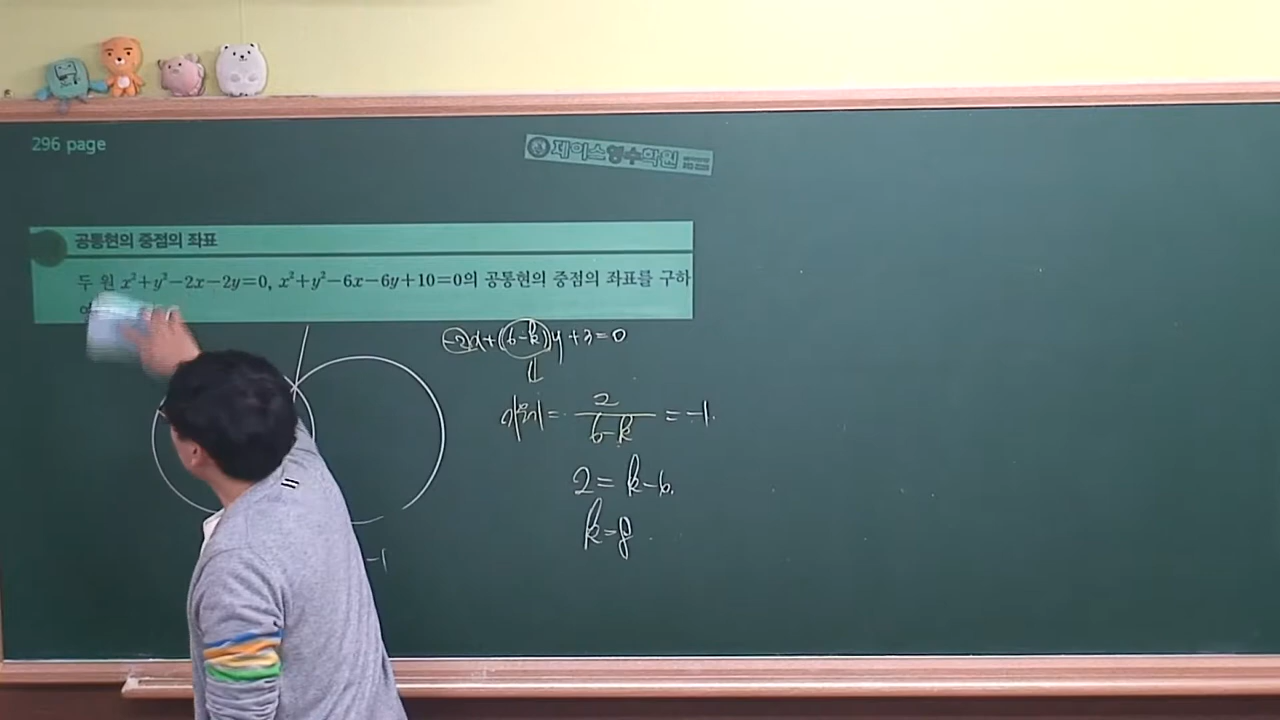 296 page
제이스영수학원
공통현의 중점의 좌표
두 원 x²+y²−2x−2y=0, x²+y²−6x−6y+10=0의 공통현의 중점의 좌표를 구하
-2x+(6-k)y+3=0
기울기=-2/(6-k)=-1.
2=k-6.
k=8.
-1